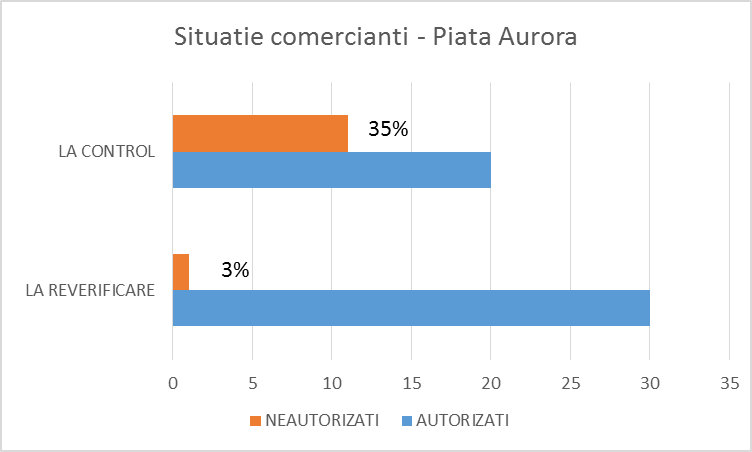 Situatie comercianti - Piata Aurora
LA CONTROL
35%
LA REVERIFICARE
3%
0 5 10 15 20 25 30 35
NEAUTORIZATI AUTORIZATI